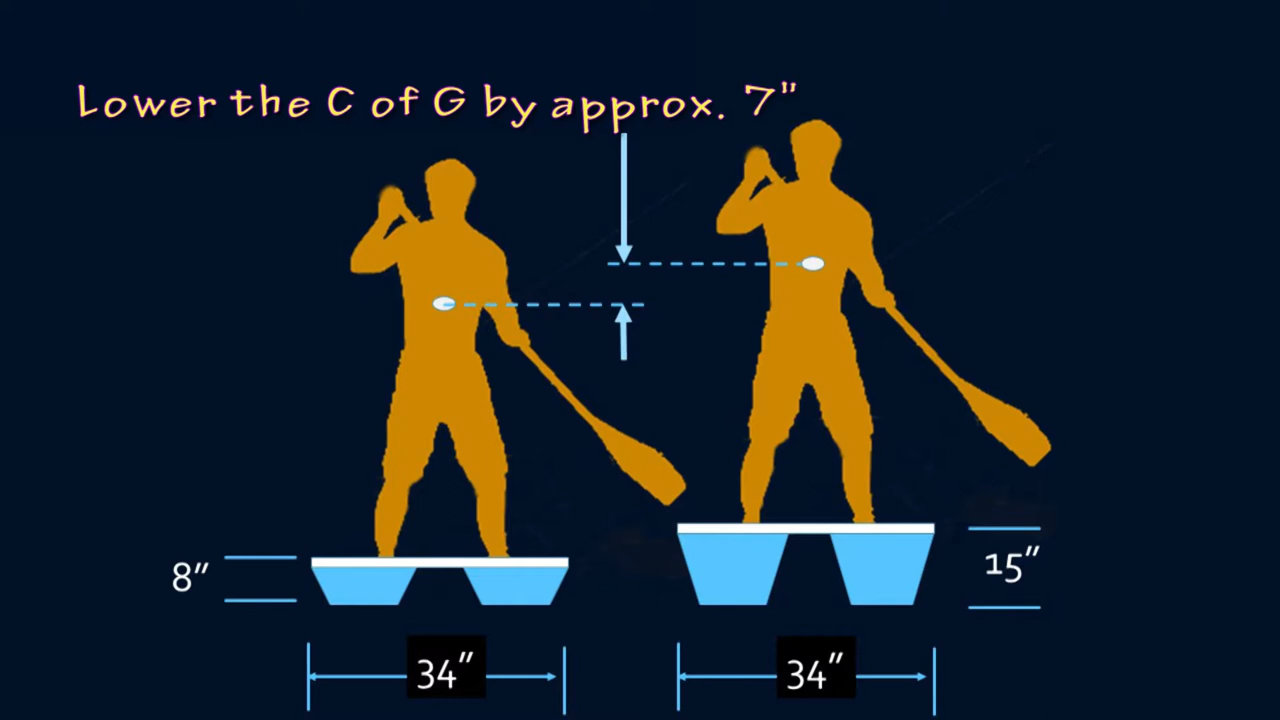 Lower the C of G by approx. 7"
8”
15”
34”
34”